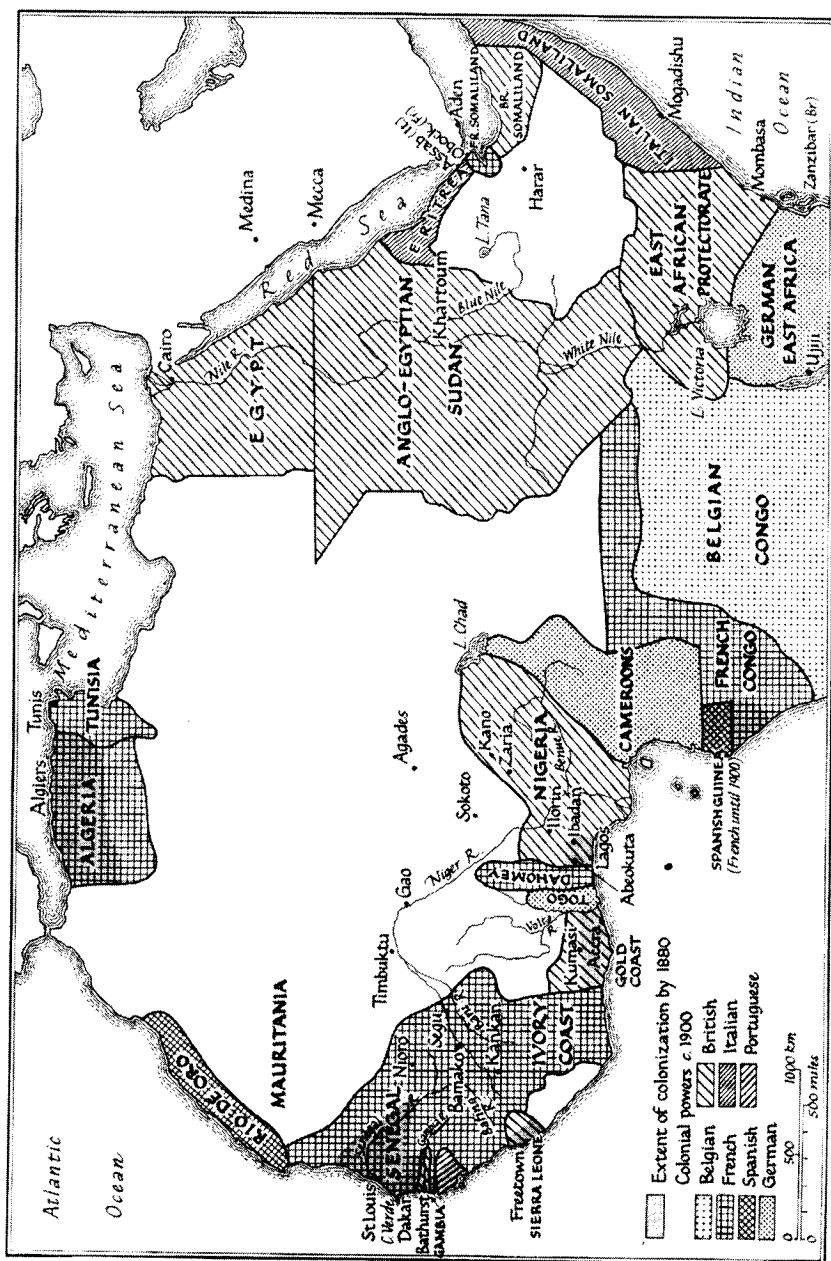 Atlantic
Ocean
Mediterranean Sea
Algiers
Tunis
ALGERIA
TUNISIA
Cairo
Nile R.
EGYPT
Red Sea
Medina
Mecca
RIO DE ORO
MAURITANIA
ANGLO-EGYPTIAN
SUDAN
Khartoum
Blue Nile
White Nile
ERITREA
Assab (It.)
Obock (Fr.)
Aden
FR. SOMALILAND
BR.
SOMALILAND
L. Tana
Harar
ITALIAN SOMALILAND
Mogadishu
Indian
Ocean
Timbuktu
Gao
Agades
Sokoto
L. Chad
Niger R.
St Louis
C. Verde
Dakar
Bathurst
GAMBIA
SENEGAL
Nioro
Segu
Bamako
Kankan
Freetown
SIERRA LEONE
IVORY
COAST
Volta
R.
Kumasi
Accra
GOLD
COAST
TOGO
DAHOMEY
Kano
Zaria
NIGERIA
Benue R.
Ilorin
Ibadan
Lagos
Abeokuta
CAMEROONS
SPANISH GUINEA
(French until 1900)
FRENCH
CONGO
BELGIAN
CONGO
EAST
AFRICAN
PROTECTORATE
L. Victoria
GERMAN
EAST AFRICA
Ujiji
Mombasa
Zanzibar (Br)
Extent of colonization by 1880
Colonial powers c. 1900
Belgian
French
Spanish
German
British
Italian
Portuguese
0 500 1000 km
0 500 miles